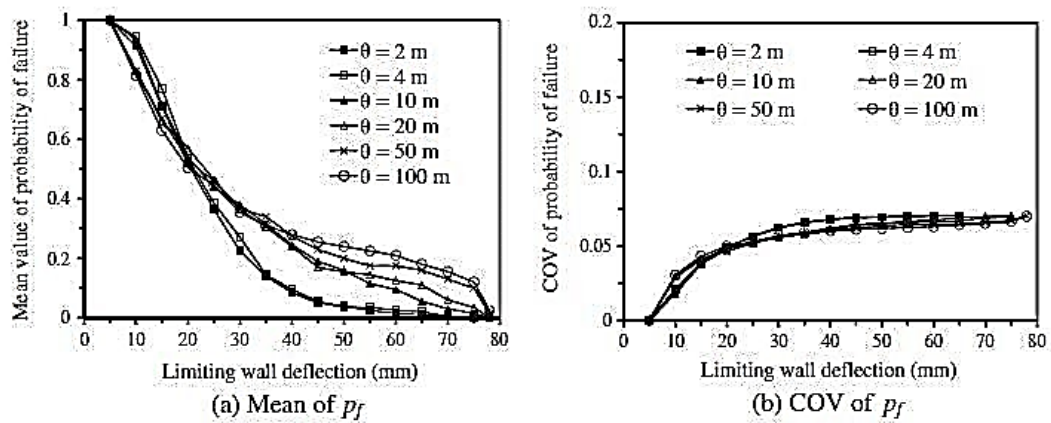 Mean value of probability of failure
1
0.8
0.6
0.4
0.2
0
θ = 2 m
θ = 4 m
θ = 10 m
θ = 20 m
θ = 50 m
θ = 100 m
0 10 20 30 40 50 60 70 80
Limiting wall deflection (mm)
(a) Mean of pf
COV of probability of failure
0.2
0.15
0.1
0.05
0
θ = 2 m θ = 4 m
θ = 10 m θ = 20 m
θ = 50 m θ = 100 m
0 10 20 30 40 50 60 70 80
Limiting wall deflection (mm)
(b) COV of pf